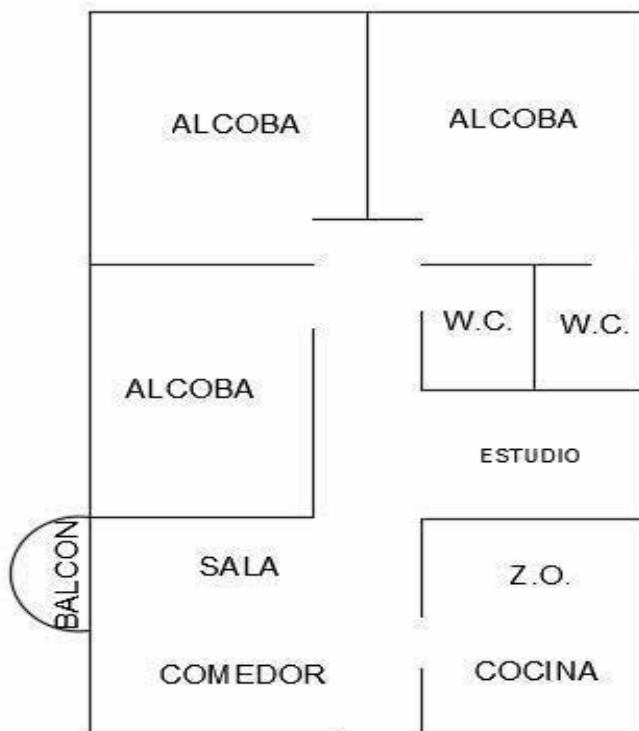 ALCOBA
ALCOBA
W.C.
W.C.
ALCOBA
ESTUDIO
BALCON
SALA
Z.O.
COMEDOR
COCINA